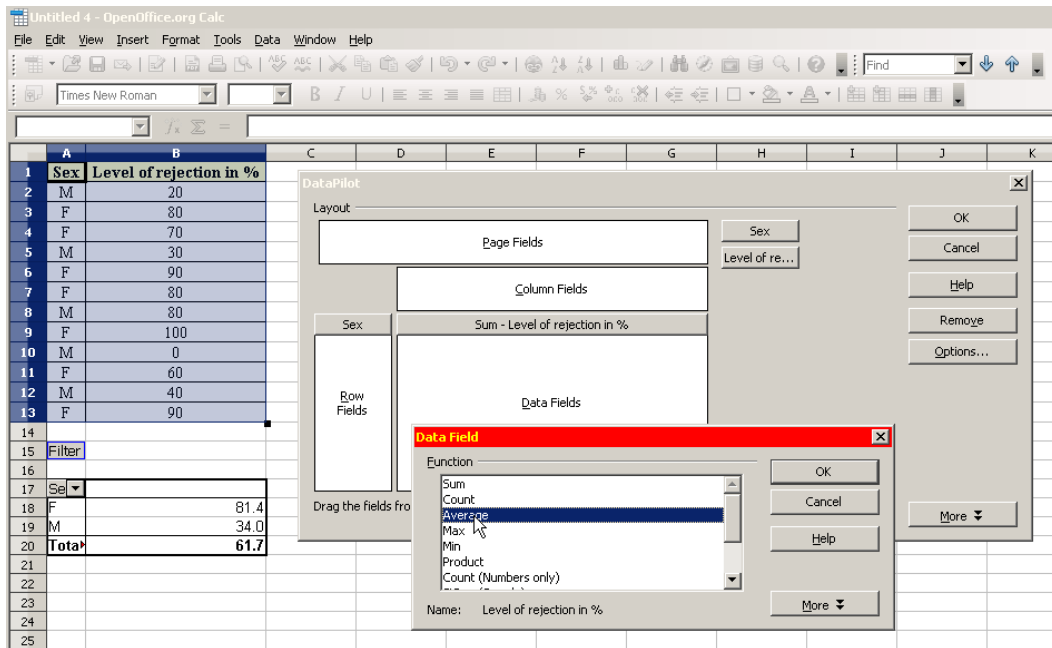 Untitled 4 - OpenOffice.org Calc
File Edit View Insert Format Tools Data Window Help
Find
Times New Roman
B I U
A B C D E F G H I J K
1 Sex Level of rejection in %
2 M 20
3 F 80
4 F 70
5 M 30
6 F 90
7 F 80
8 M 80
9 F 100
10 M 0
11 F 60
12 M 40
13 F 90
14
15 Filter
16
17 Se
18 F 81.4
19 M 34.0
20 Tota 61.7
21
22
23
24
25
DataPilot
Layout
Page Fields
Column Fields
Sex
Sum - Level of rejection in %
Row
Fields
Data Fields
Drag the fields fro
Sex
Level of re...
OK
Cancel
Help
Remove
Options...
More
Data Field
Function
Sum
Count
Average
Max
Min
Product
Count (Numbers only)
Name: Level of rejection in %
OK
Cancel
Help
More